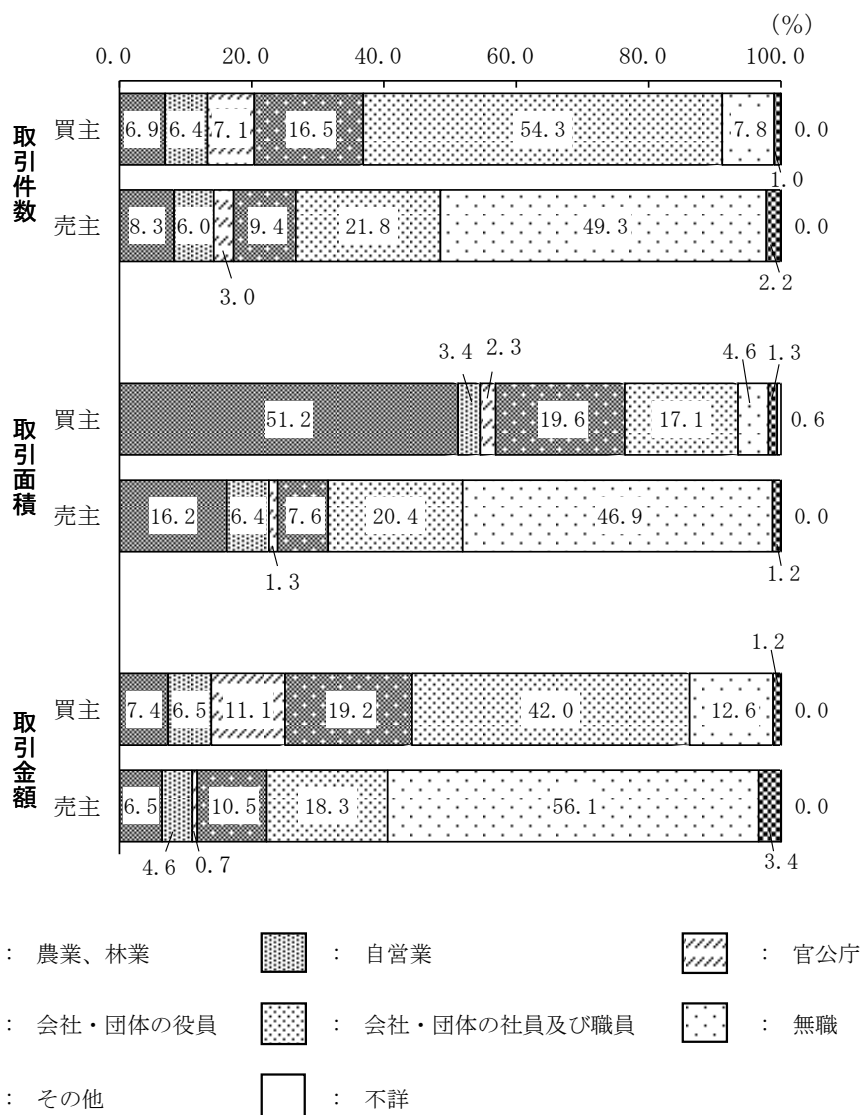 (%)
0.0 20.0 40.0 60.0 80.0 100.0
取引件数
買主 6.9 6.4 7.1 16.5 54.3 7.8 0.0
1.0
売主 8.3 6.0 9.4 21.8 49.3 0.0
3.0 2.2
取引面積
3.4 2.3 4.6 1.3
買主 51.2 19.6 17.1 0.6
売主 16.2 6.4 7.6 20.4 46.9 0.0
1.3 1.2
取引金額
1.2
買主 7.4 6.5 11.1 19.2 42.0 12.6 0.0
売主 6.5 10.5 18.3 56.1 0.0
4.6 0.7 3.4
： 農業、林業 ： 自営業 ： 官公庁
： 会社・団体の役員 ： 会社・団体の社員及び職員 ： 無職
： その他 ： 不詳